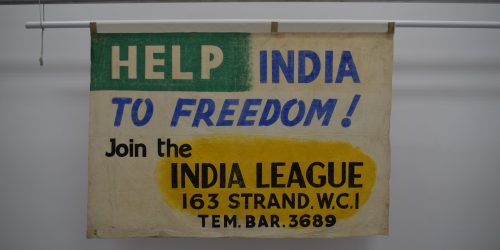 HELP INDIA
TO FREEDOM!
Join the
INDIA LEAGUE
163 STRAND. W.C.1
TEM. BAR. 3689